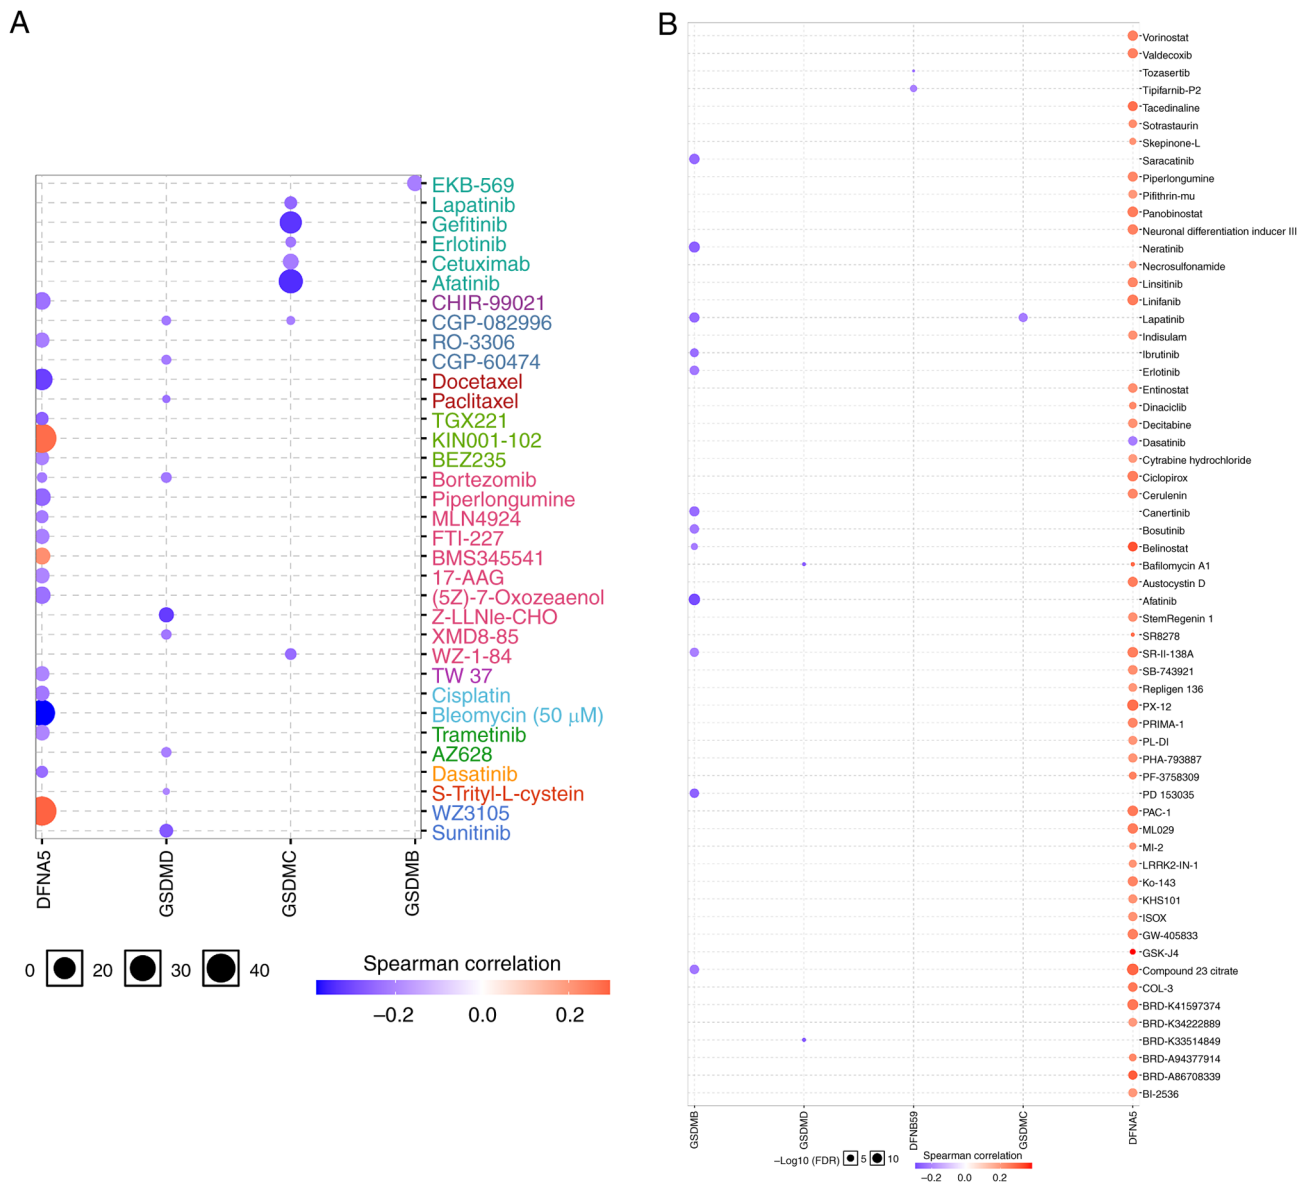 A
EKB-569
Lapatinib
Gefitinib
Erlotinib
Cetuximab
Afatinib
CHIR-99021
CGP-082996
RO-3306
CGP-60474
Docetaxel
Paclitaxel
TGX221
KIN001-102
BEZ235
Bortezomib
Piperlongumine
MLN4924
FTI-227
BMS345541
17-AAG
(5Z)-7-Oxozeaenol
Z-LLNle-CHO
XMD8-85
WZ-1-84
TW 37
Cisplatin
Bleomycin (50 μM)
Trametinib
AZ628
Dasatinib
S-Trityl-L-cystein
WZ3105
Sunitinib
DFNA5
GSDMD
GSDMC
GSDMB
0 20 30 40
Spearman correlation
−0.2 0.0 0.2
B
Vorinostat
Valdecoxib
Tozasertib
Tipifarnib-P2
Tacedinaline
Sotrastaurin
Skepinone-L
Saracatinib
Piperlongumine
Pifithrin-mu
Panobinostat
Neuronal differentiation inducer III
Neratinib
Necrosulfonamide
Linsitinib
Linifanib
Lapatinib
Indisulam
Ibrutinib
Erlotinib
Entinostat
Dinaciclib
Decitabine
Dasatinib
Cytrabine hydrochloride
Ciclopirox
Cerulenin
Canertinib
Bosutinib
Belinostat
Bafilomycin A1
Austocystin D
Afatinib
StemRegenin 1
SR8278
SR-II-138A
SB-743921
Repligen 136
PX-12
PRIMA-1
PL-DI
PHA-793887
PF-3758309
PD 153035
PAC-1
ML029
MI-2
LRRK2-IN-1
Ko-143
KHS101
ISOX
GW-405833
GSK-J4
Compound 23 citrate
COL-3
BRD-K41597374
BRD-K34222889
BRD-K33514849
BRD-A94377914
BRD-A86708339
BI-2536
GSDMB
GSDMD
DFNB59
GSDMC
DFNA5
−Log10 (FDR) 5 10
Spearman correlation
−0.2 0.0 0.2